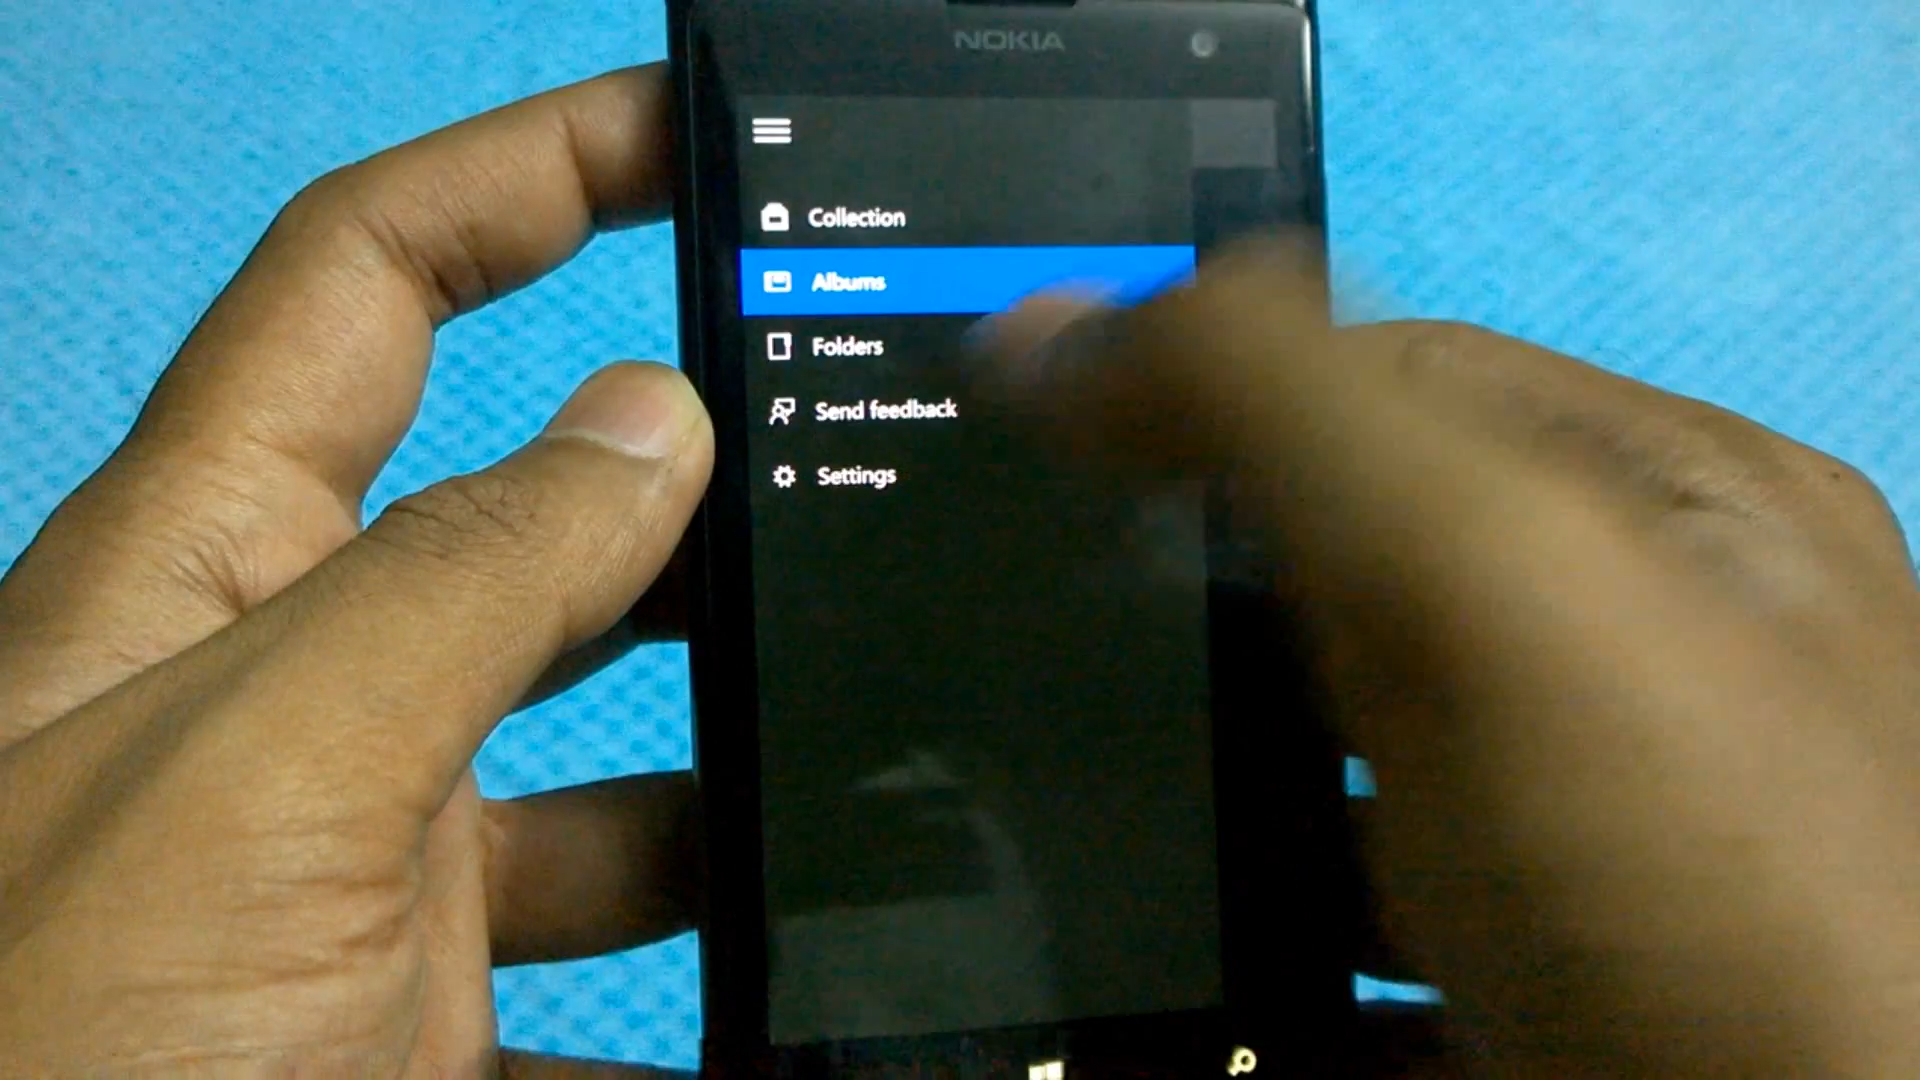 NOKIA
Collection
Albums
Folders
Send feedback
Settings